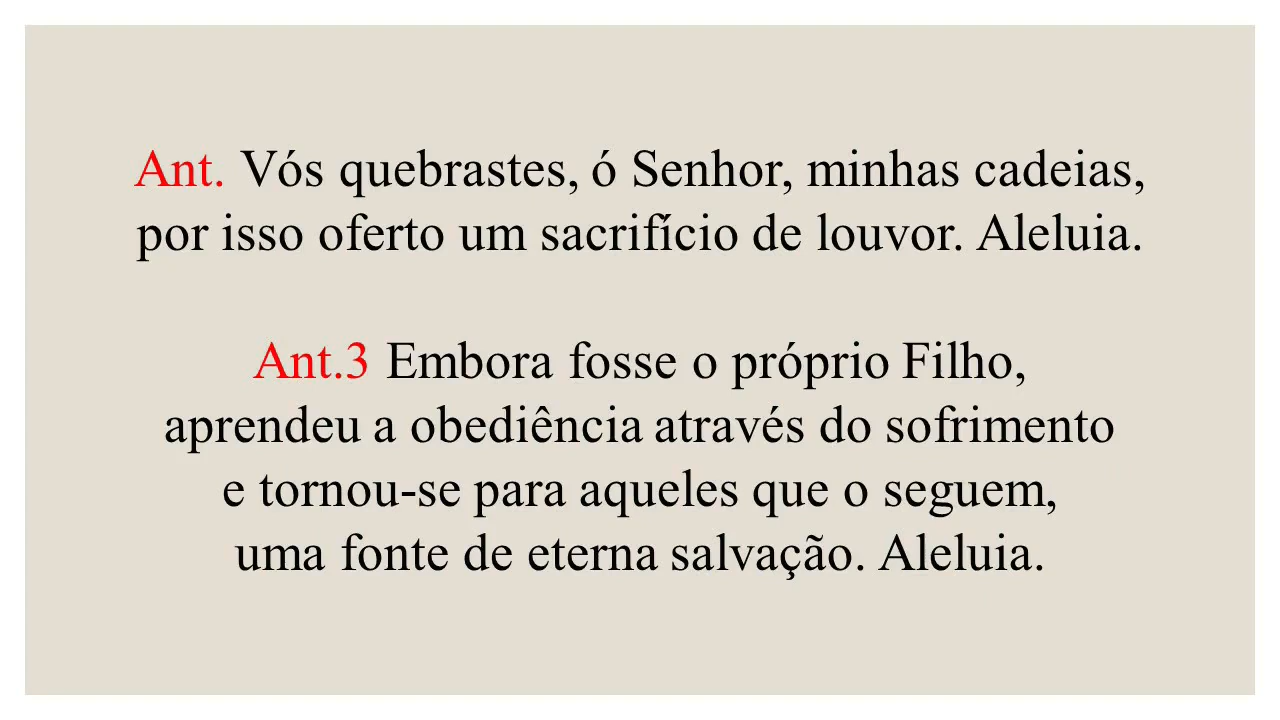 Ant. Vós quebrastes, ó Senhor, minhas cadeias,
por isso oferto um sacrifício de louvor. Aleluia.
Ant.3 Embora fosse o próprio Filho,
aprendeu a obediência através do sofrimento
e tornou-se para aqueles que o seguem,
uma fonte de eterna salvação. Aleluia.